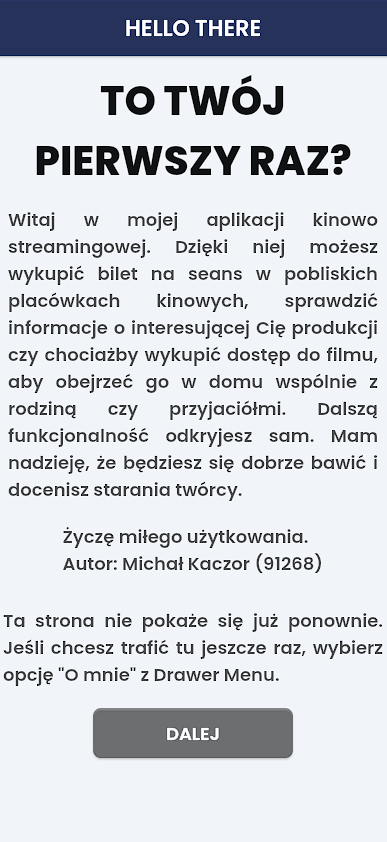 HELLO THERE
TO TWÓJ
PIERWSZY RAZ?
Witaj w mojej aplikacji kinowo
streamingowej. Dzięki niej możesz
wykupić bilet na seans w pobliskich
placówkach kinowych, sprawdzić
informacje o interesującej Cię produkcji
czy chociażby wykupić dostęp do filmu,
aby obejrzeć go w domu wspólnie z
rodziną czy przyjaciółmi. Dalszą
funkcjonalność odkryjesz sam. Mam
nadzieję, że będziesz się dobrze bawić i
docenisz starania twórcy.
Życzę miłego użytkowania.
Autor: Michał Kaczor (91268)
Ta strona nie pokaże się już ponownie.
Jeśli chcesz trafić tu jeszcze raz, wybierz
opcję "O mnie" z Drawer Menu.
DALEJ